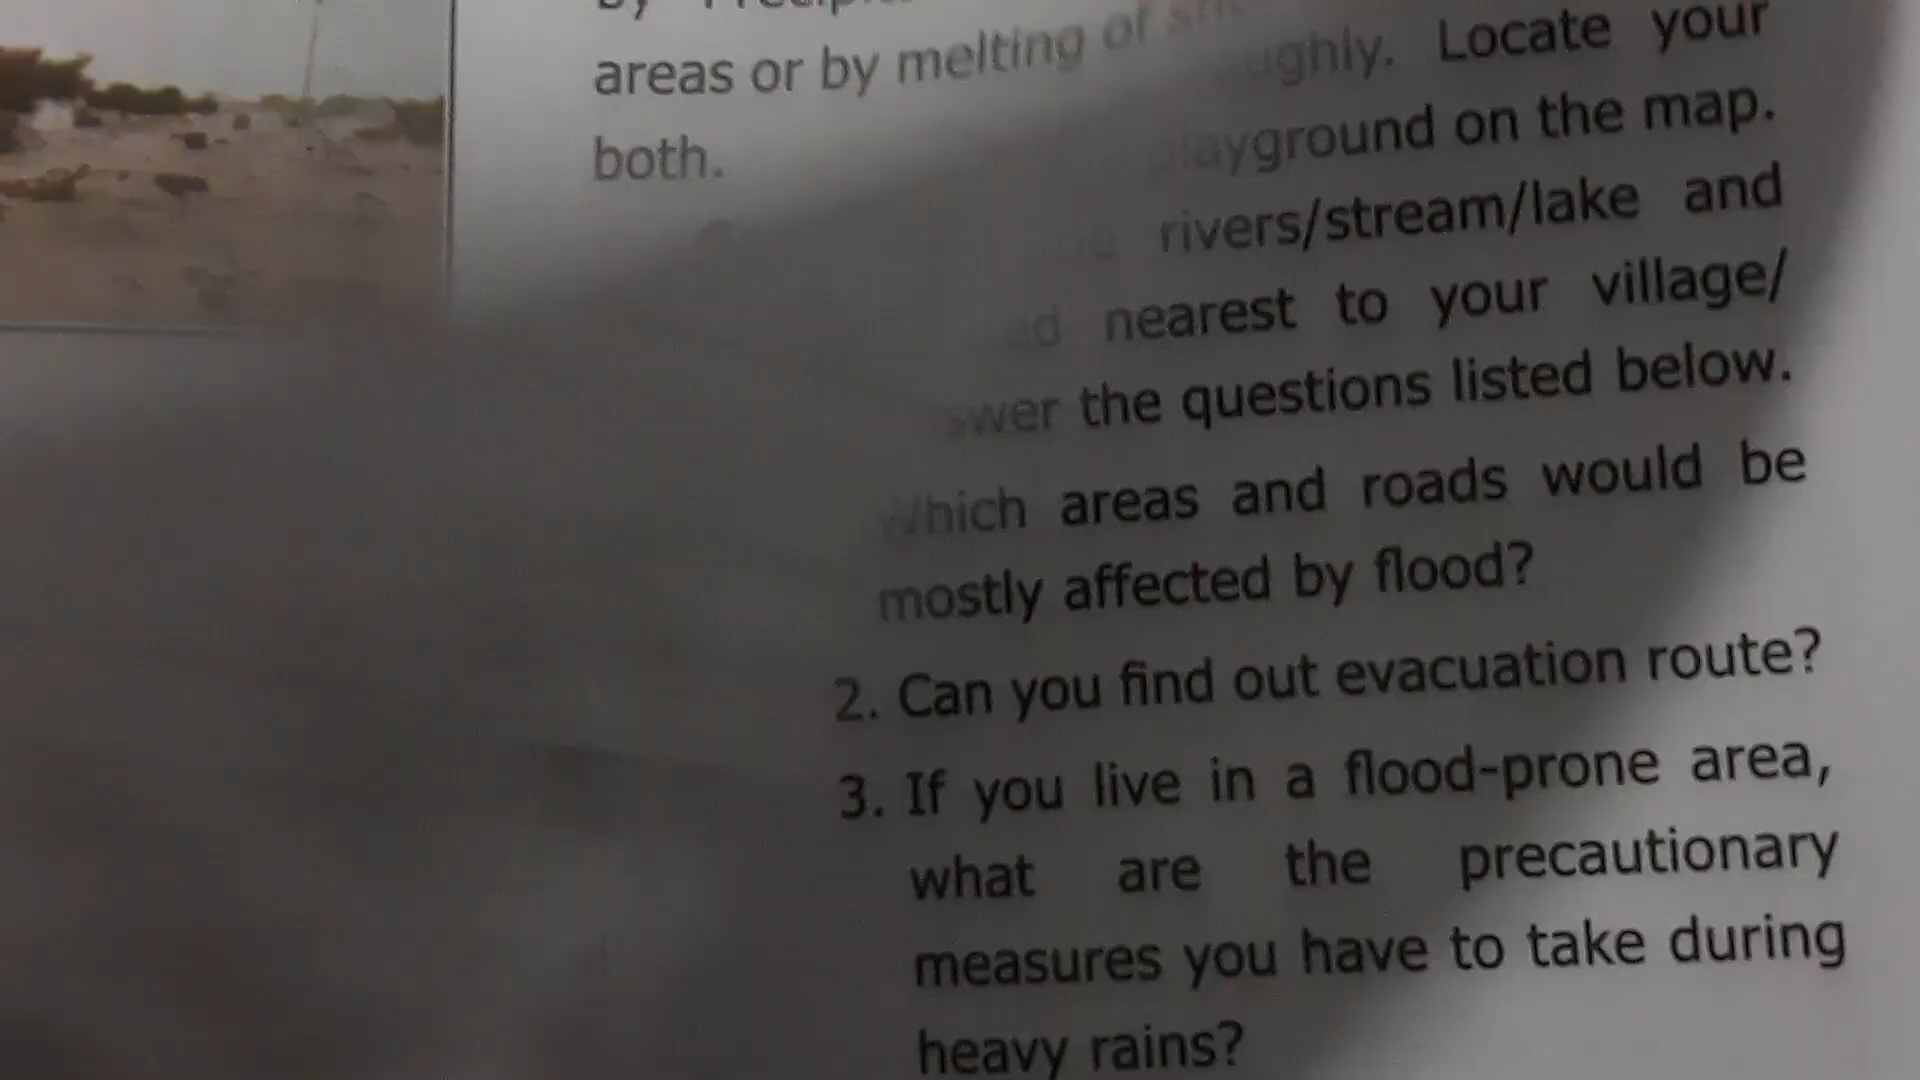 areas or by melting of
both.
Locate your
playground on the map.
rivers/stream/lake and
nearest to your village/
the questions listed below.
Which areas and roads would be
mostly affected by flood?
2. Can you find out evacuation route?
3. If you live in a flood-prone area,
what are the precautionary
measures you have to take during
heavy rains?